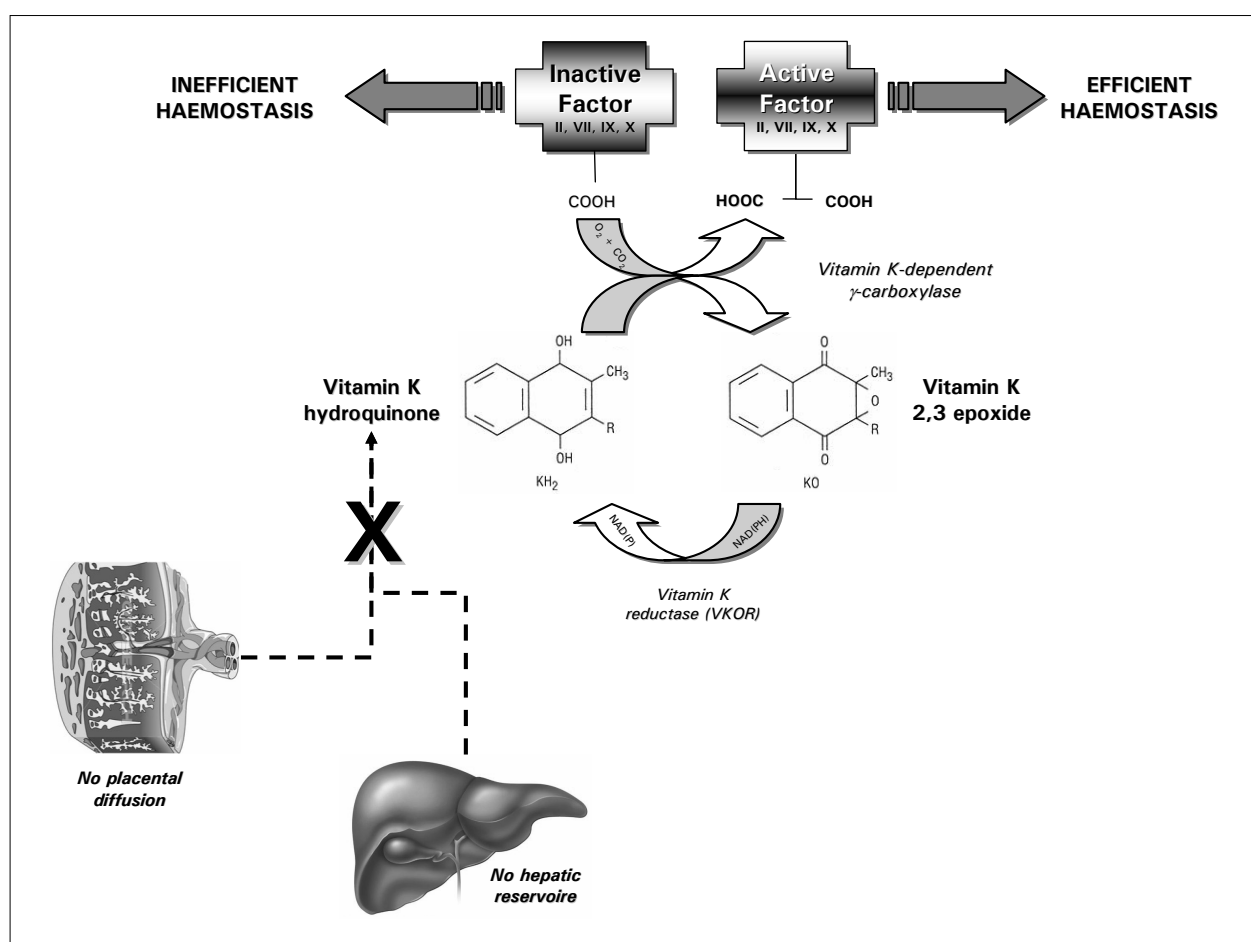 INEFFICIENT
HAEMOSTASIS
Inactive
Factor
II, VII, IX, X
Active
Factor
II, VII, IX, X
EFFICIENT
HAEMOSTASIS
COOH
HOOC
COOH
O₂ + CO₂
Vitamin K-dependent
γ-carboxylase
Vitamin K
hydroquinone
OH
CH₃
R
OH
KH₂
O
CH₃
O
R
O
KO
Vitamin K
2,3 epoxide
X
NAD(P)
NAD(PH)
Vitamin K
reductase (VKOR)
No placental
diffusion
No hepatic
reservoire